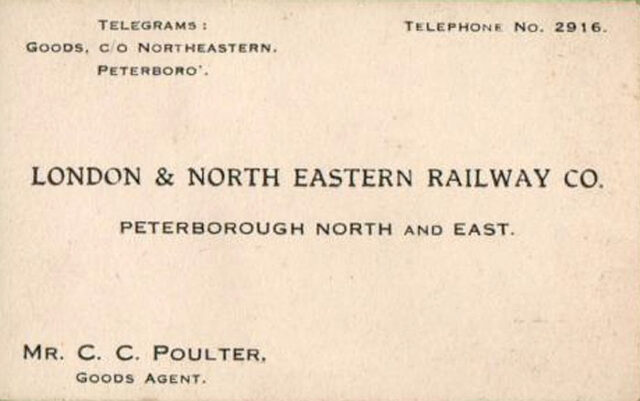 TELEGRAMS:
GOODS, C/O NORTHEASTERN.
PETERBORO'.
TELEPHONE NO. 2916.
LONDON & NORTH EASTERN RAILWAY CO.
PETERBOROUGH NORTH AND EAST.
MR. C. C. POULTER,
GOODS AGENT.